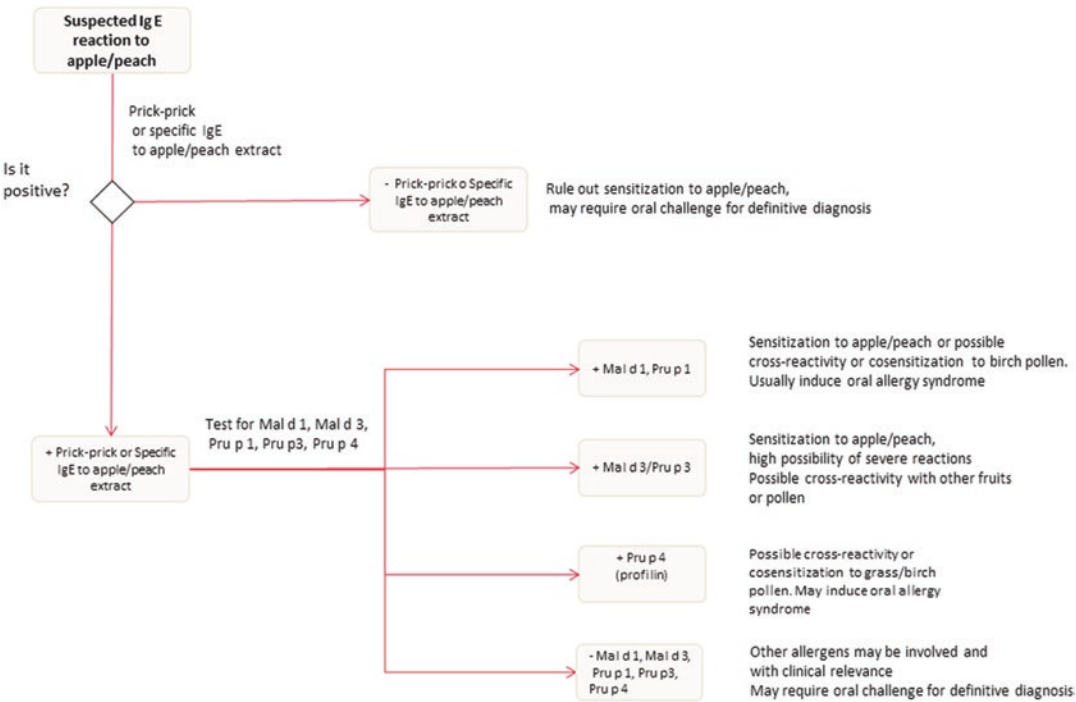 Suspected IgE
reaction to
apple/peach
Prick-prick
or specific IgE
to apple/peach extract
Is it
positive?
- Prick-prick o Specific
IgE to apple/peach
extract
Rule out sensitization to apple/peach,
may require oral challenge for definitive diagnosis
+ Mal d 1, Pru p 1
Sensitization to apple/peach or possible
cross-reactivity or cosensitization to birch pollen.
Usually induce oral allergy syndrome
Test for Mal d 1, Mal d 3,
Pru p 1, Pru p3, Pru p 4
+ Prick-prick or Specific
IgE to apple/peach
extract
+ Mal d 3/Pru p 3
Sensitization to apple/peach,
high possibility of severe reactions
Possible cross-reactivity with other fruits
or pollen
+ Pru p 4
(profilin)
Possible cross-reactivity or
cosensitization to grass/birch
pollen. May induce oral allergy
syndrome
- Mal d 1, Mal d 3,
Pru p 1, Pru p3,
Pru p 4
Other allergens may be involved and
with clinical relevance
May require oral challenge for definitive diagnosis